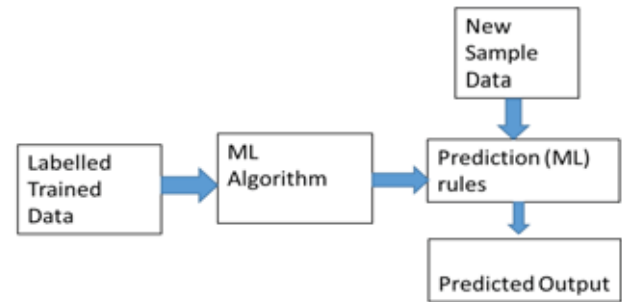 New
Sample
Data
Labelled
Trained
Data
ML
Algorithm
Prediction (ML)
rules
Predicted Output